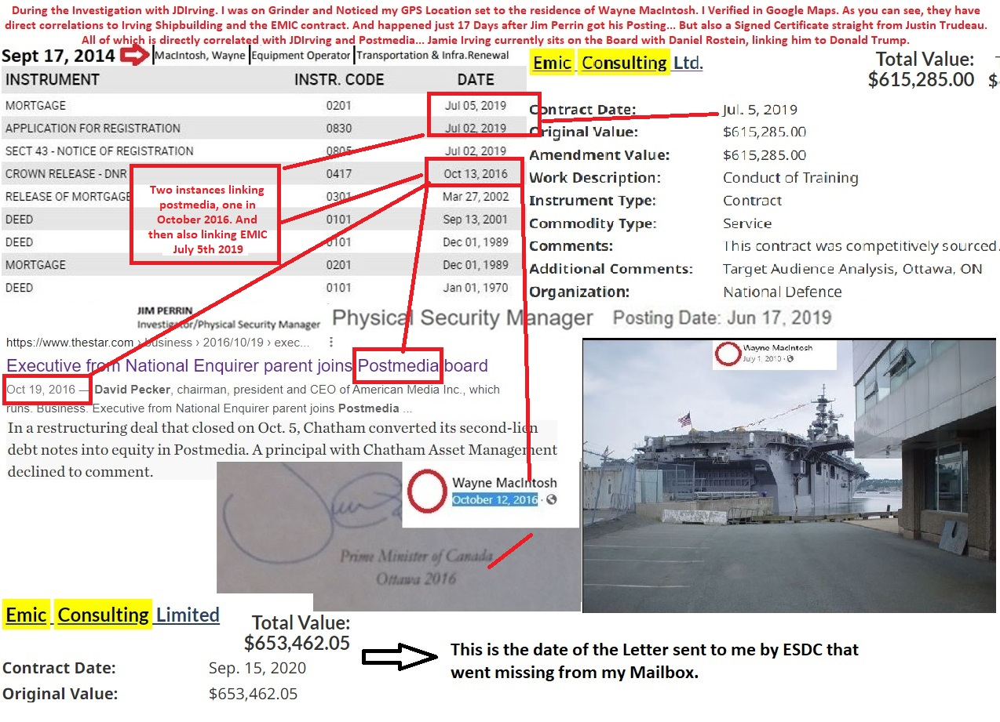 During the Investigation with JDIrving. I was on Grinder and Noticed my GPS Location set to the residence of Wayne MacIntosh. I Verified in Google Maps. As you can see, they have
direct correlations to Irving Shipbuilding and the EMIC contract. And happened just 17 Days after Jim Perrin got his Posting... But also a Signed Certificate straight from Justin Trudeau.
All of which is directly correlated with JDIrving and Postmedia... Jamie Irving currently sits on the Board with Daniel Rostein, linking him to Donald Trump.
Sept 17, 2014 MacIntosh, Wayne Equipment Operator Transportation & Infra.Renewal
INSTRUMENT INSTR. CODE DATE
MORTGAGE 0201 Jul 05, 2019
APPLICATION FOR REGISTRATION 0830 Jul 02, 2019
SECT 43 - NOTICE OF REGISTRATION 0805 Jul 02, 2019
CROWN RELEASE - DNR 0417 Oct 13, 2016
RELEASE OF MORTGAGE 0301 Mar 27, 2002
DEED 0101 Sep 13, 2001
DEED 0101 Dec 01, 1989
MORTGAGE 0201 Dec 01, 1989
DEED 0101 Jan 01, 1970
Two instances linking
postmedia, one in
October 2016. And
then also linking EMIC
July 5th 2019
Emic Consulting Ltd.
Total Value:
$615,285.00 $
Contract Date: Jul. 5, 2019
Original Value: $615,285.00
Amendment Value: $615,285.00
Work Description: Conduct of Training
Instrument Type: Contract
Commodity Type: Service
Comments: This contract was competitively sourced.
Additional Comments: Target Audience Analysis, Ottawa, ON
Organization: National Defence
JIM PERRIN
Investigator/Physical Security Manager
Physical Security Manager Posting Date: Jun 17, 2019
https://www.thestar.com › business › 2016/10/19 › exec...
Executive from National Enquirer parent joins Postmedia board
Oct 19, 2016 — David Pecker, chairman, president and CEO of American Media Inc., which
runs. Business. Executive from National Enquirer parent joins Postmedia ...
In a restructuring deal that closed on Oct. 5, Chatham converted its second-lien
debt notes into equity in Postmedia. A principal with Chatham Asset Management
declined to comment.
Wayne MacIntosh
October 12, 2016
Prime Minister of Canada
Ottawa 2016
Wayne MacIntosh
July 1, 2010
Emic Consulting Limited
Total Value:
$653,462.05
Contract Date: Sep. 15, 2020
Original Value: $653,462.05
This is the date of the Letter sent to me by ESDC that
went missing from my Mailbox.